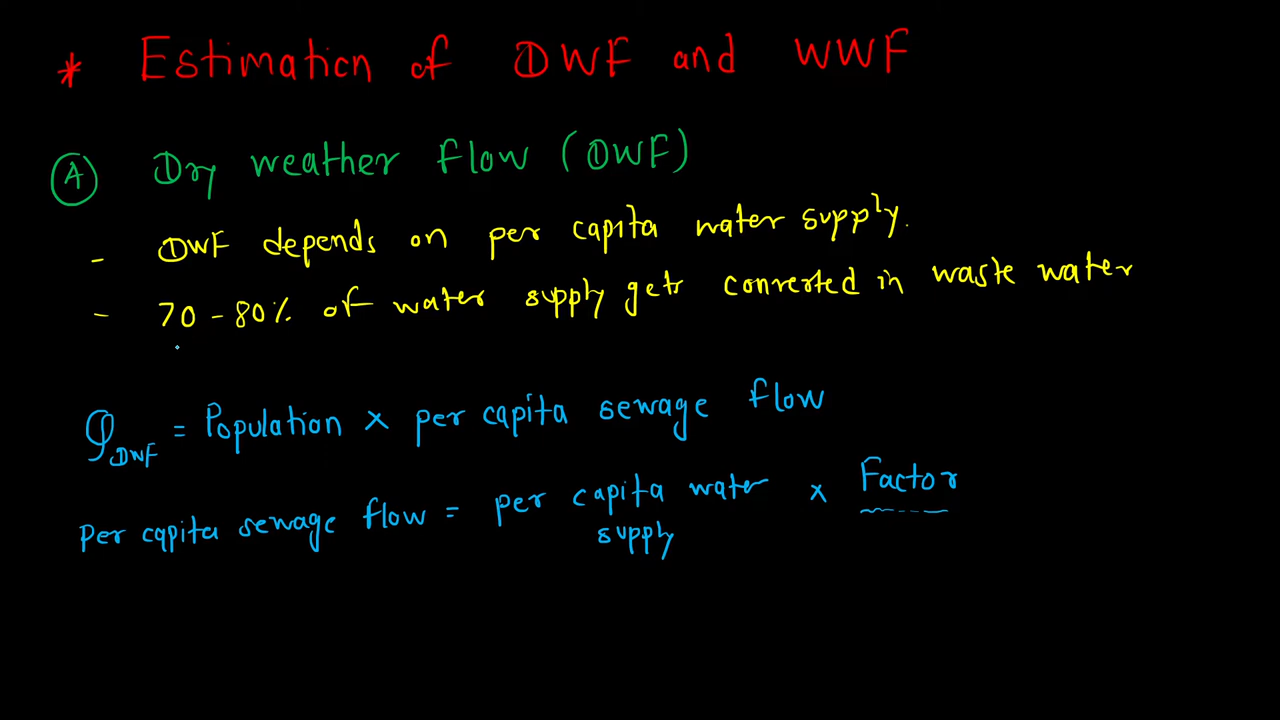 * Estimation of DWF and WWF
A Dry weather flow (DWF)
- DWF depends on per capita water supply.
- 70 - 80% of water supply gets converted in waste water
Q DWF = Population × per capita sewage flow
Per capita sewage flow = per capita water supply × Factor